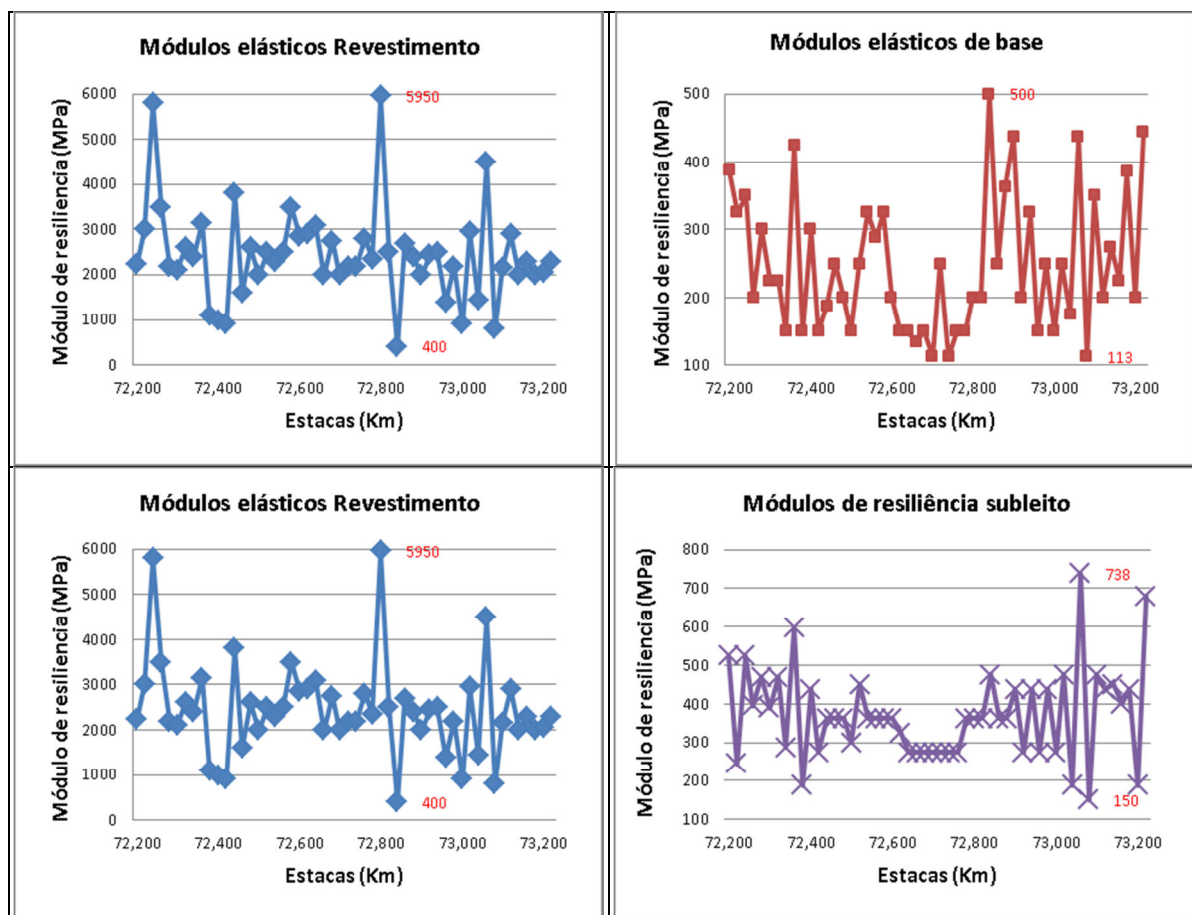 Módulos elásticos Revestimento
Módulo de resiliencia (MPa)
6000
5000
4000
3000
2000
1000
0
5950
400
72,200 72,400 72,600 72,800 73,000 73,200
Estacas (Km)
Módulos elásticos de base
Módulo de resiliencia (MPa)
500
400
300
200
100
500
113
72,200 72,400 72,600 72,800 73,000 73,200
Estacas (Km)
Módulos elásticos Revestimento
Módulo de resiliencia (MPa)
6000
5000
4000
3000
2000
1000
0
5950
400
72,200 72,400 72,600 72,800 73,000 73,200
Estacas (Km)
Módulos de resiliência subleito
Módulo de resiliencia (MPa)
800
700
600
500
400
300
200
100
738
150
72,200 72,400 72,600 72,800 73,000 73,200
Estacas (Km)